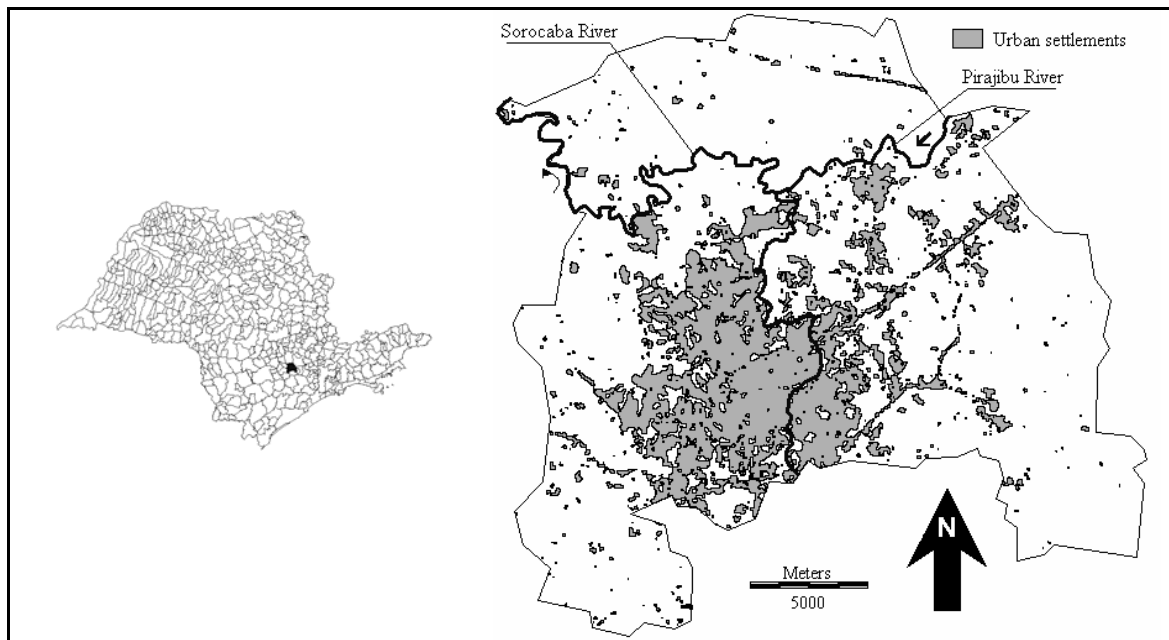 Sorocaba River
Urban settlements
Pirajibu River
N
Meters
5000